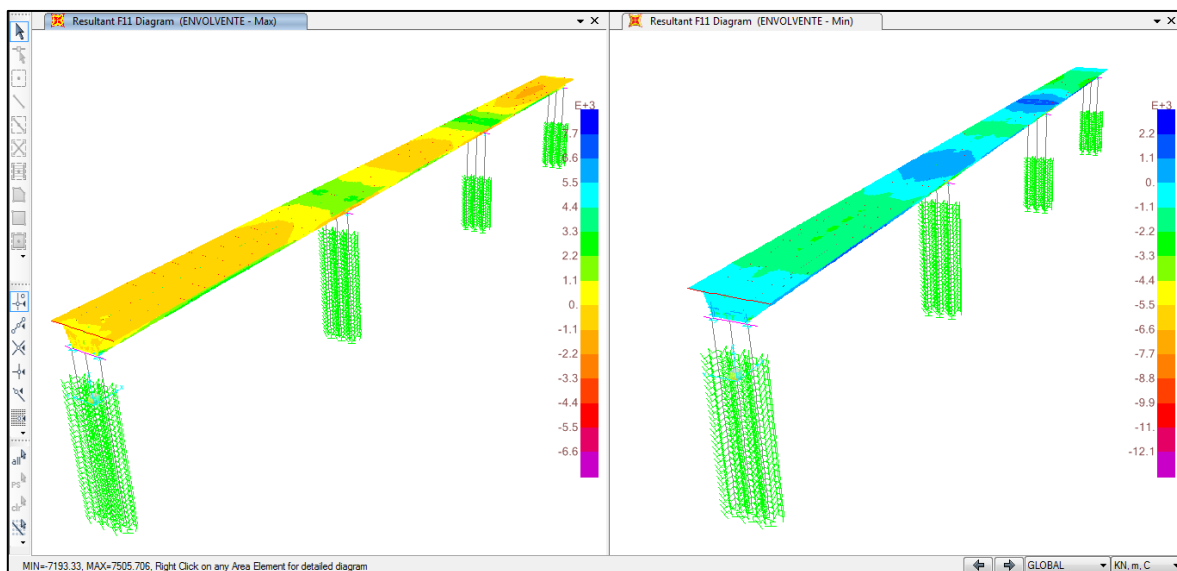 Resultant F11 Diagram (ENVOLVENTE - Max)
Resultant F11 Diagram (ENVOLVENTE - Min)
E+3
7.7
6.6
5.5
4.4
3.3
2.2
1.1
0.
-1.1
-2.2
-3.3
-4.4
-5.5
-6.6
E+3
2.2
1.1
0.
-1.1
-2.2
-3.3
-4.4
-5.5
-6.6
-7.7
-8.8
-9.9
-11.
-12.1
all
ps
clr
MIN=-7193.33, MAX=7505.706, Right Click on any Area Element for detailed diagram
GLOBAL
KN, m, C